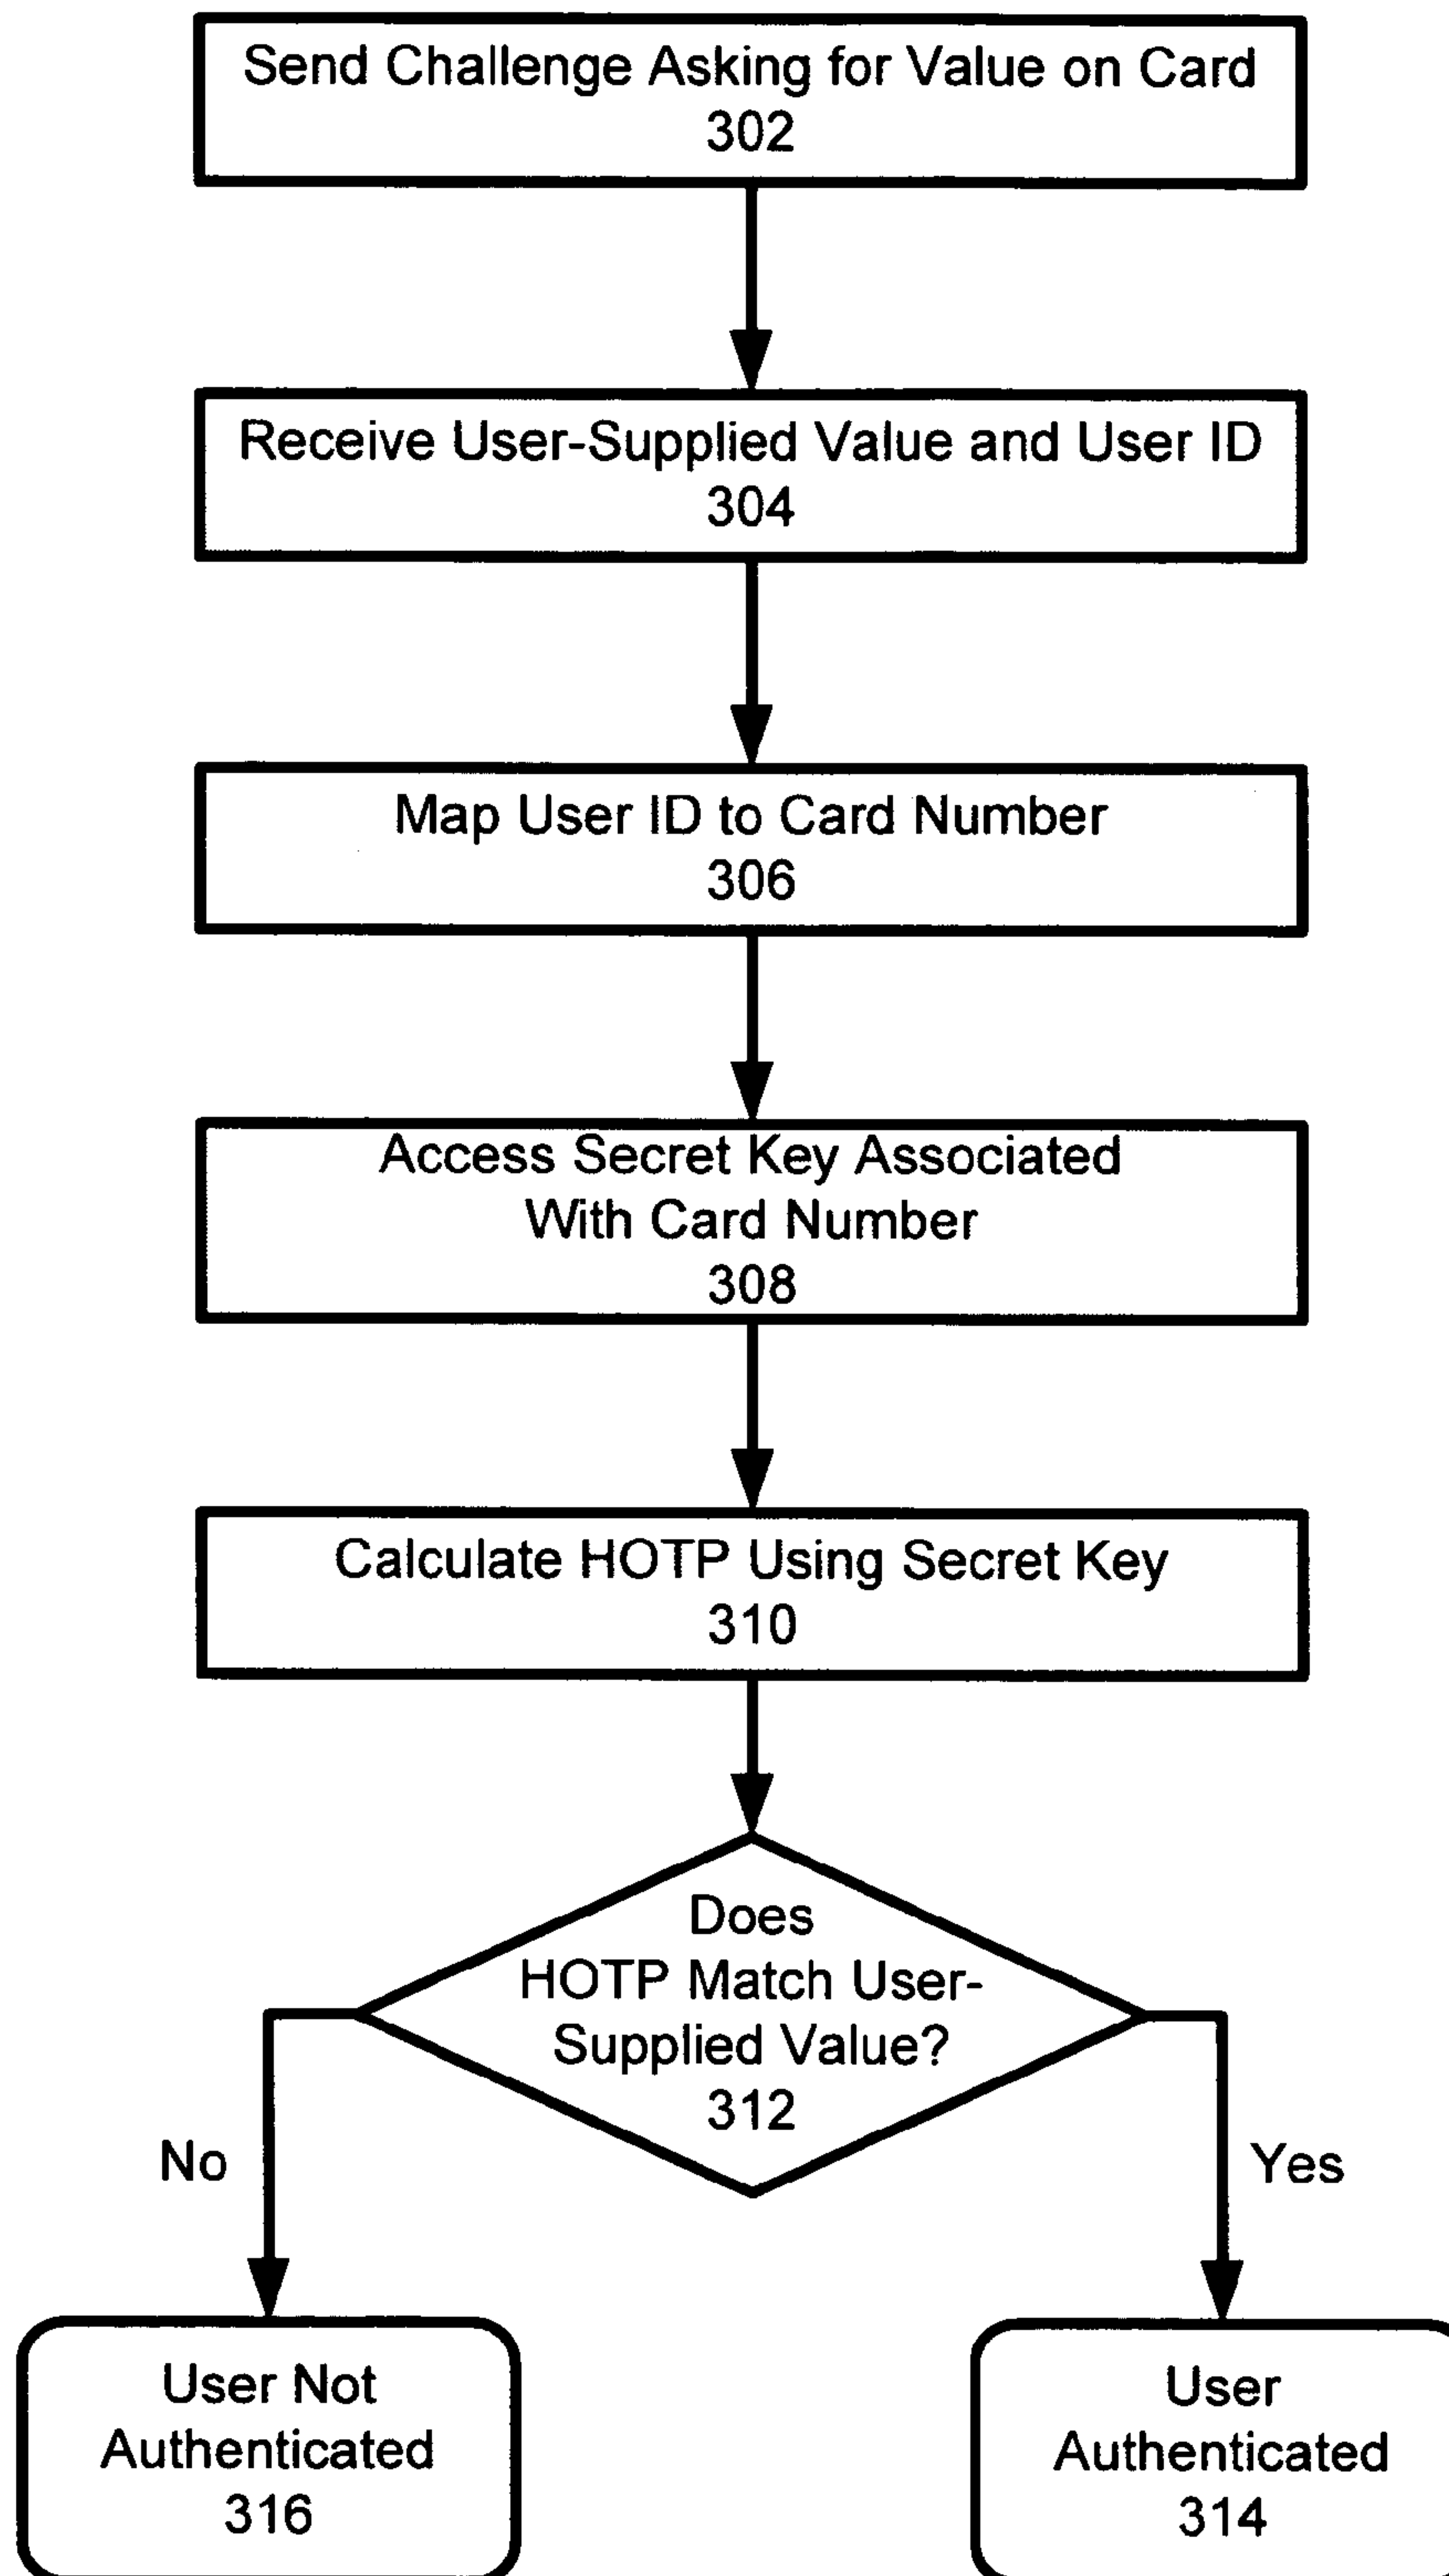 Send Challenge Asking for Value on Card
302
Receive User-Supplied Value and User ID
304
Map User ID to Card Number
306
Access Secret Key Associated
With Card Number
308
Calculate HOTP Using Secret Key
310
Does
HOTP Match User-
Supplied Value?
312
No
Yes
User Not
Authenticated
316
User
Authenticated
314